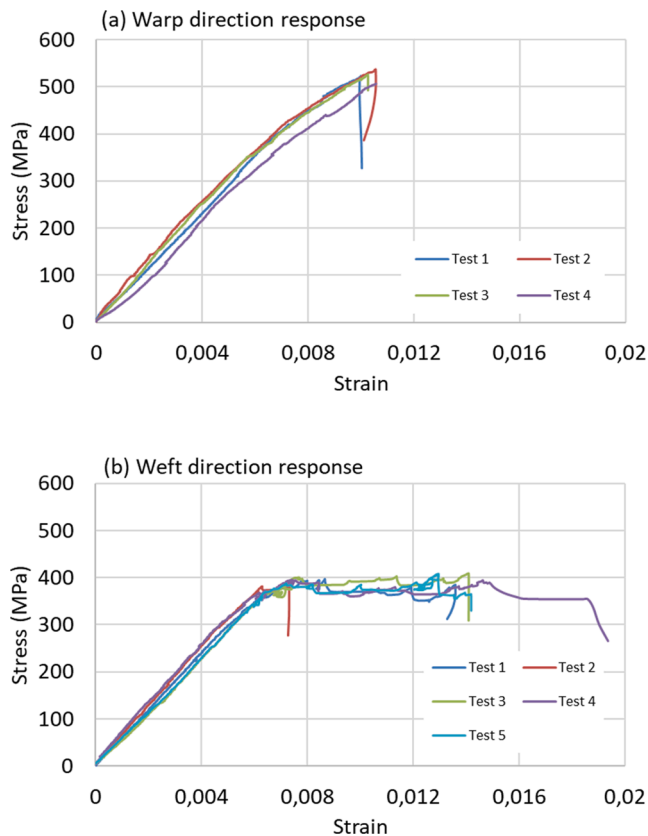 (a) Warp direction response
600
500
400
300
200
100
0
Stress (MPa)
Test 1 Test 2
Test 3 Test 4
0 0,004 0,008 0,012 0,016 0,02
Strain
(b) Weft direction response
600
500
400
300
200
100
0
Stress (MPa)
Test 1 Test 2
Test 3 Test 4
Test 5
0 0,004 0,008 0,012 0,016 0,02
Strain